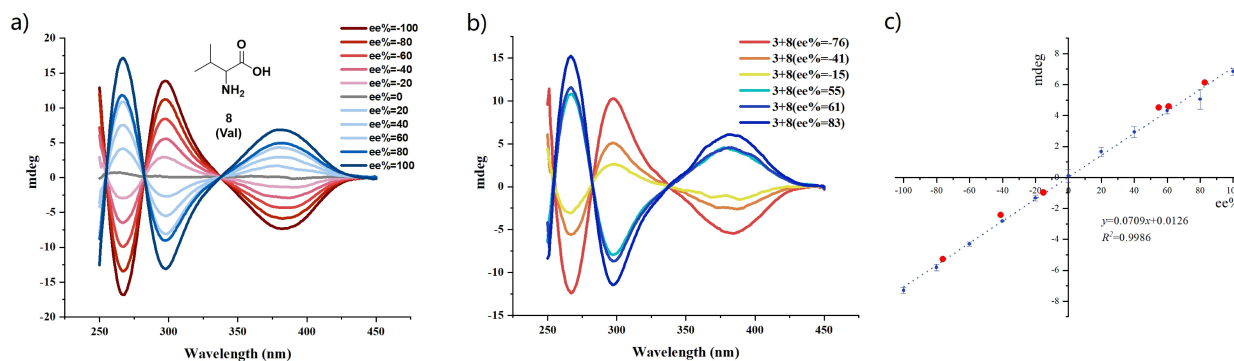 a)
mdeg
20
15
10
5
0
-5
-10
-15
-20
250
300
350
400
450
Wavelength (nm)
O
OH
NH2
8
(Val)
ee%=-100
ee%=-80
ee%=-60
ee%=-40
ee%=-20
ee%=0
ee%=20
ee%=40
ee%=60
ee%=80
ee%=100
b)
mdeg
20
15
10
5
0
-5
-10
-15
250
300
350
400
450
Wavelength (nm)
3+8(ee%=-76)
3+8(ee%=-41)
3+8(ee%=-15)
3+8(ee%=55)
3+8(ee%=61)
3+8(ee%=83)
c)
mdeg
8
6
4
2
0
-2
-4
-6
-8
-100
-80
-60
-40
-20
0
20
40
60
80
100
ee%
y=0.0709x+0.0126
R²=0.9986